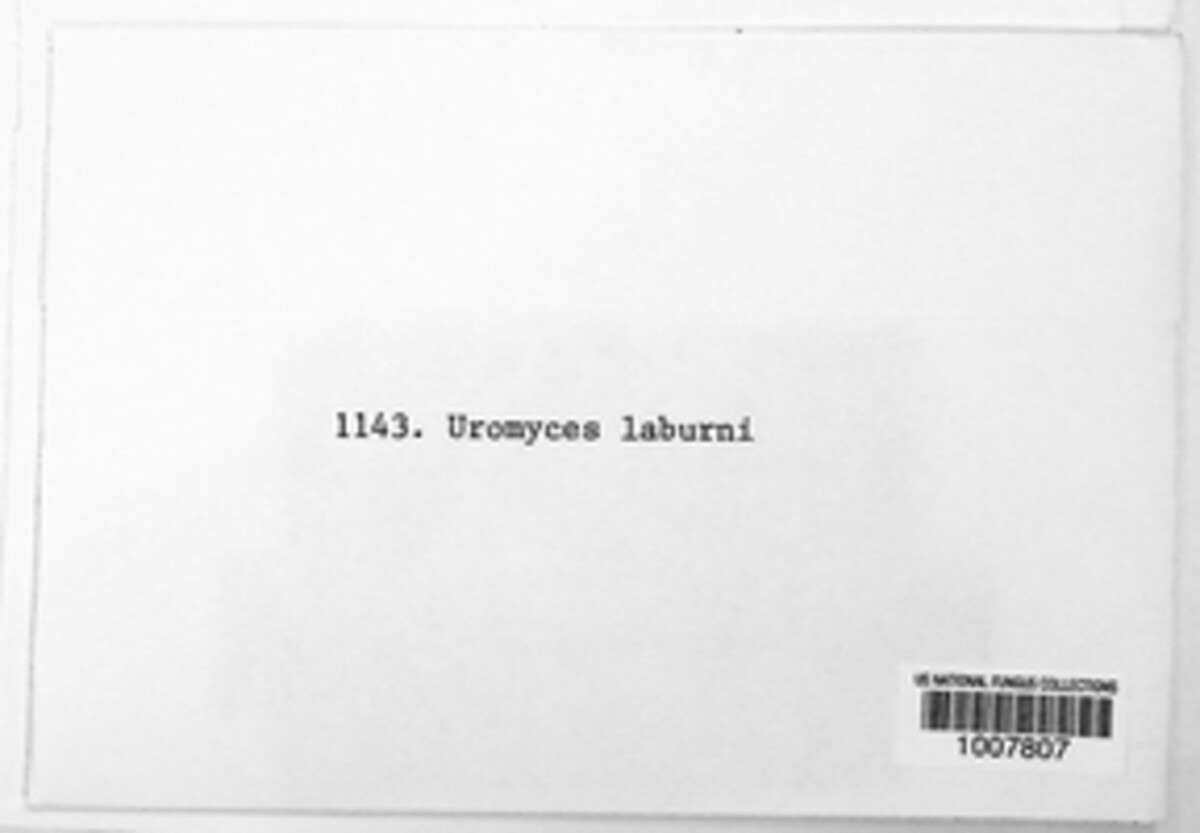 1143. Uromyces laburni
US NATIONAL FUNGUS COLLECTIONS
1007807